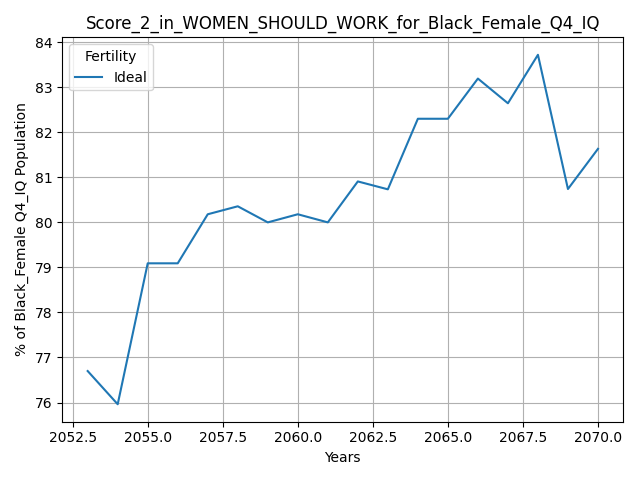 Score_2_in_WOMEN_SHOULD_WORK_for_Black_Female_Q4_IQ
Fertility
Ideal
% of Black_Female Q4_IQ Population
84
83
82
81
80
79
78
77
76
2052.5 2055.0 2057.5 2060.0 2062.5 2065.0 2067.5 2070.0
Years